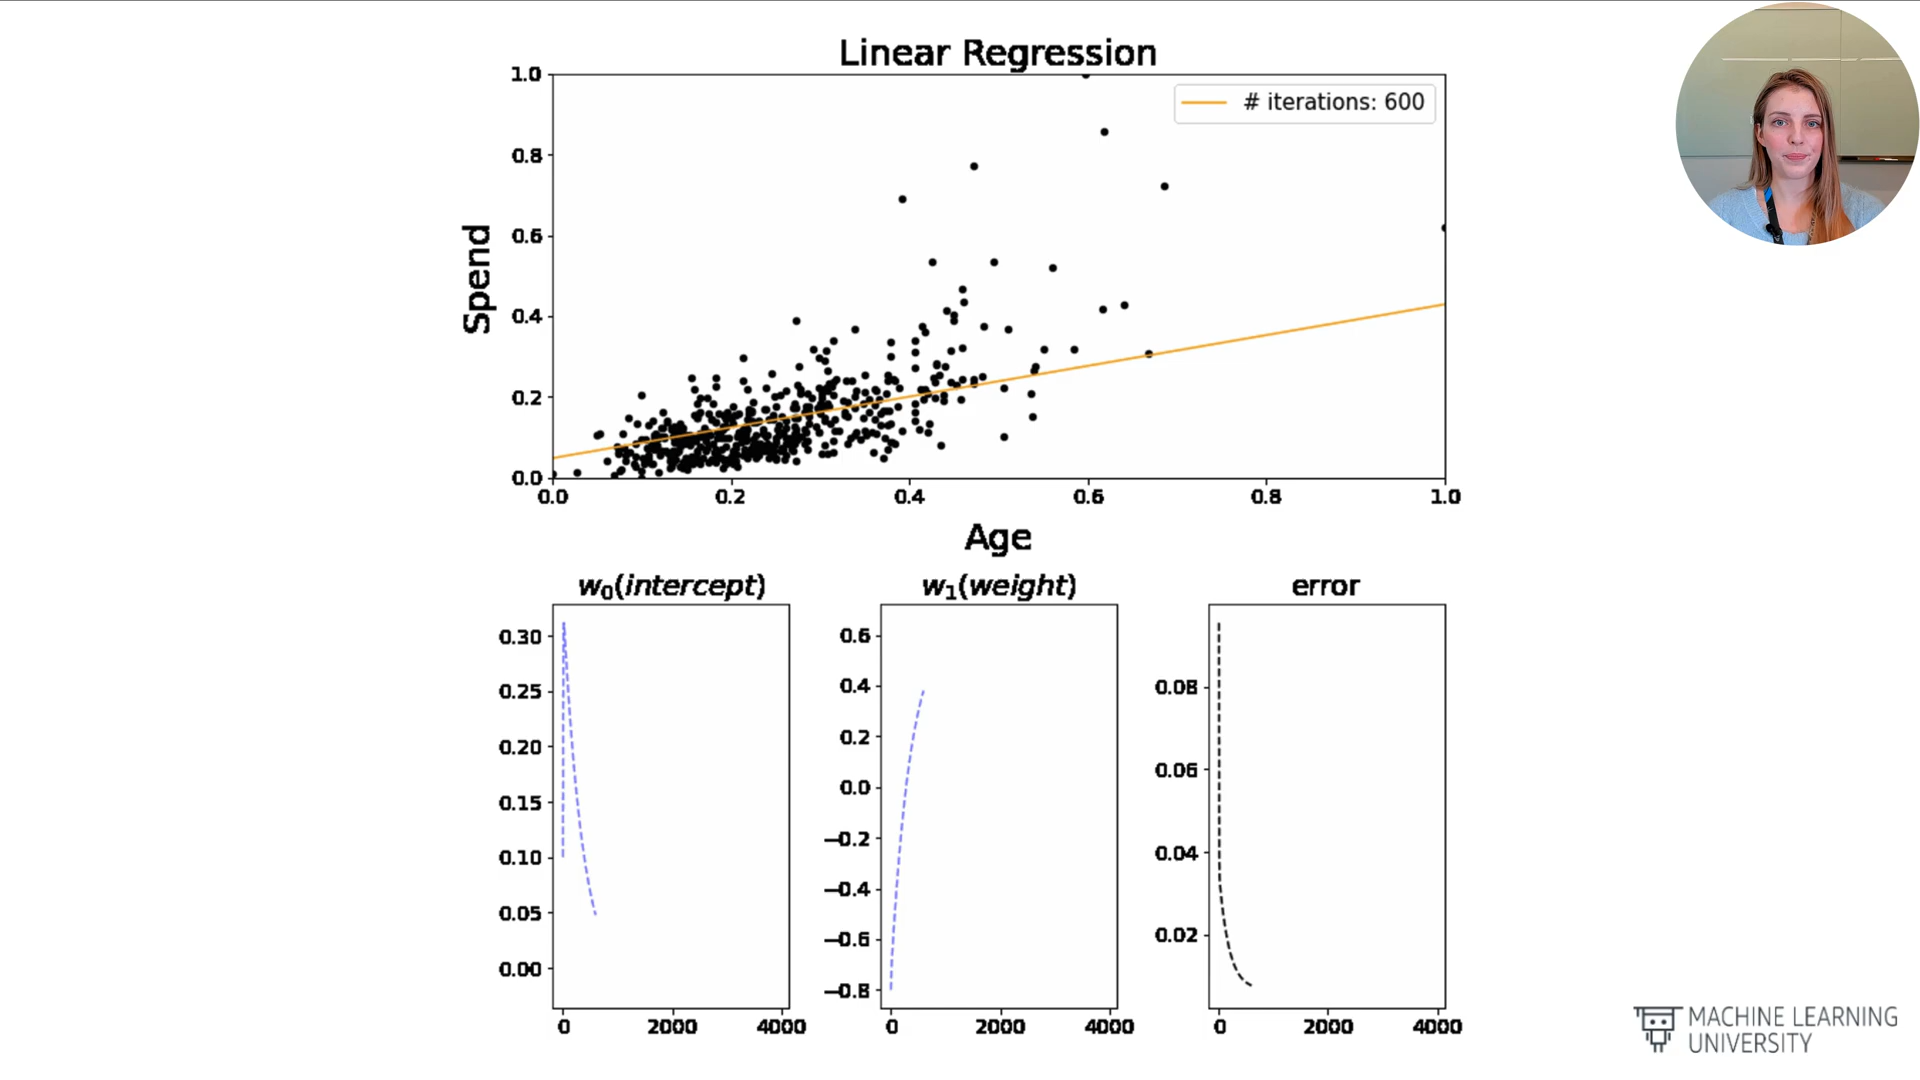 Linear Regression
# iterations: 600
Spend
1.0
0.8
0.6
0.4
0.2
0.0
0.0 0.2 0.4 0.6 0.8 1.0
Age
w₀(intercept)
0.30
0.25
0.20
0.15
0.10
0.05
0.00
0 2000 4000
w₁(weight)
0.6
0.4
0.2
0.0
−0.2
−0.4
−0.6
−0.8
0 2000 4000
error
0.08
0.06
0.04
0.02
0 2000 4000
MACHINE LEARNING
UNIVERSITY